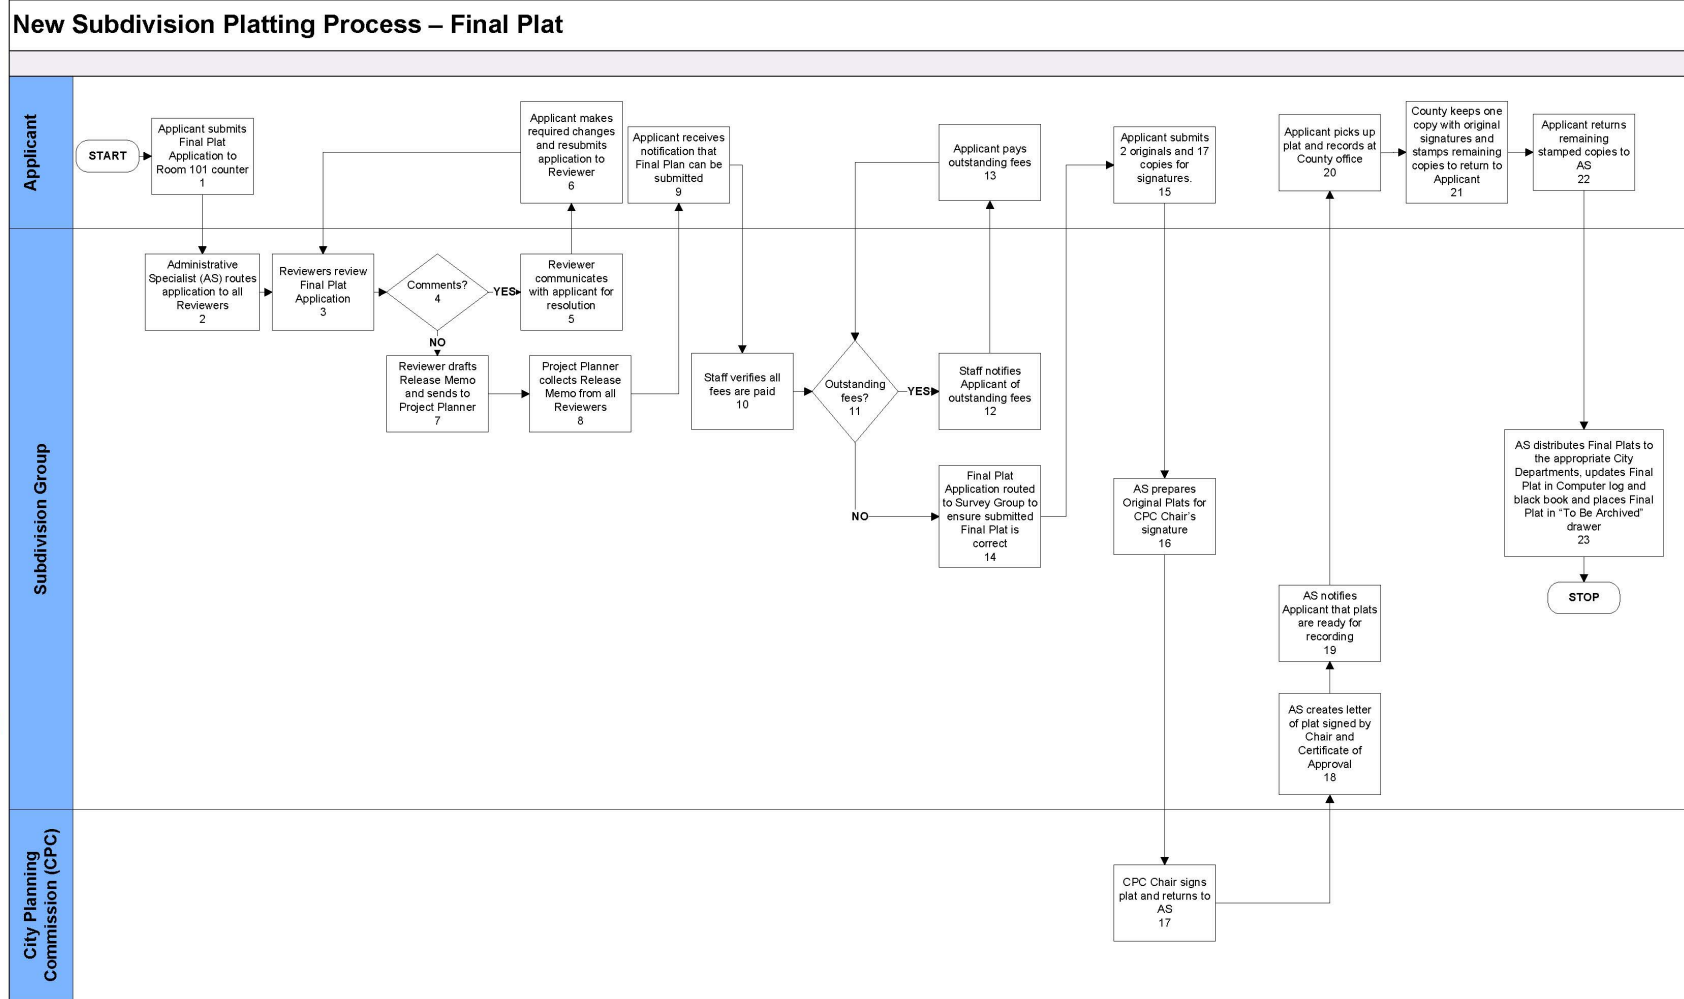 New Subdivision Platting Process – Final Plat
Applicant
START
Applicant submits
Final Plat
Application to
Room 101 counter
1
Applicant makes
required changes
and resubmits
application to
Reviewer
6
Applicant receives
notification that
Final Plan can be
submitted
9
Applicant pays
outstanding fees
13
Applicant submits
2 originals and 17
copies for
signatures.
15
Applicant picks up
plat and records at
County office
20
County keeps one
copy with original
signatures and
stamps remaining
copies to return to
Applicant
21
Applicant returns
remaining
stamped copies to
AS
22
Subdivision Group
Administrative
Specialist (AS) routes
application to all
Reviewers
2
Reviewers review
Final Plat
Application
3
Comments?
4
YES
Reviewer
communicates
with applicant for
resolution
5
NO
Reviewer drafts
Release Memo
and sends to
Project Planner
7
Project Planner
collects Release
Memo from all
Reviewers
8
Staff verifies all
fees are paid
10
Outstanding
fees?
11
YES
Staff notifies
Applicant of
outstanding fees
12
NO
Final Plat
Application routed
to Survey Group to
ensure submitted
Final Plat is
correct
14
AS prepares
Original Plats for
CPC Chair's
signature
16
AS notifies
Applicant that plats
are ready for
recording
19
AS creates letter
of plat signed by
Chair and
Certificate of
Approval
18
AS distributes Final Plats to
the appropriate City
Departments, updates Final
Plat in Computer log and
black book and places Final
Plat in "To Be Archived"
drawer
23
STOP
City Planning
Commission (CPC)
CPC Chair signs
plat and returns to
AS
17